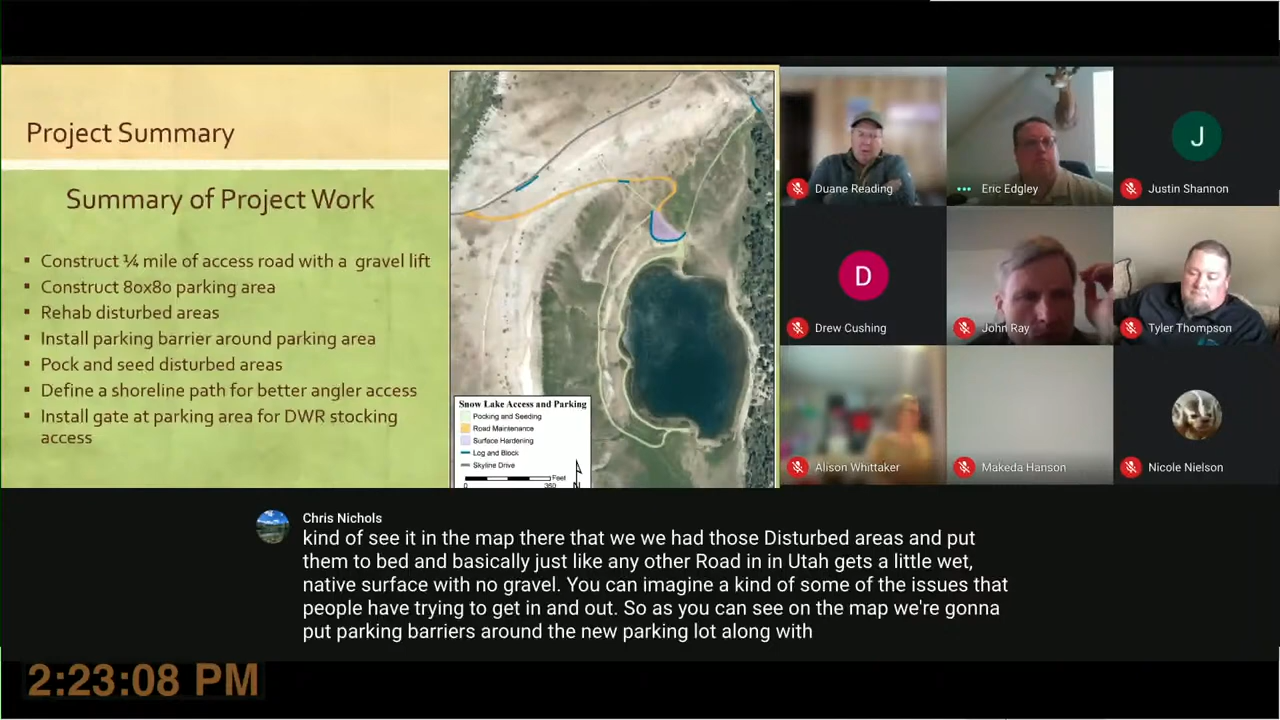 Project Summary
Summary of Project Work
▪ Construct ¼ mile of access road with a gravel lift
▪ Construct 80x80 parking area
▪ Rehab disturbed areas
▪ Install parking barrier around parking area
▪ Pock and seed disturbed areas
▪ Define a shoreline path for better angler access
▪ Install gate at parking area for DWR stocking
access
Snow Lake Access and Parking
Pocking and Seeding
Road Maintenance
Surface Hardening
Log and Block
Skyline Drive
Feet
0 360
N
Duane Reading
Eric Edgley
J
Justin Shannon
D
Drew Cushing
John Ray
Tyler Thompson
Alison Whittaker
Makeda Hanson
Nicole Nielson
Chris Nichols
kind of see it in the map there that we we had those Disturbed areas and put
them to bed and basically just like any other Road in in Utah gets a little wet,
native surface with no gravel. You can imagine a kind of some of the issues that
people have trying to get in and out. So as you can see on the map we're gonna
put parking barriers around the new parking lot along with
2:23:08 PM